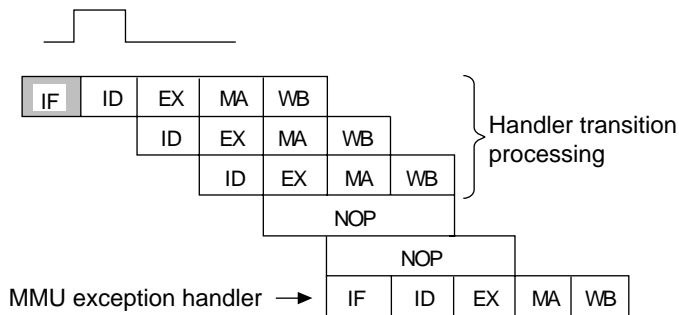 IF ID EX MA WB
ID EX MA WB
ID EX MA WB
Handler transition
processing
NOP
NOP
MMU exception handler IF ID EX MA WB